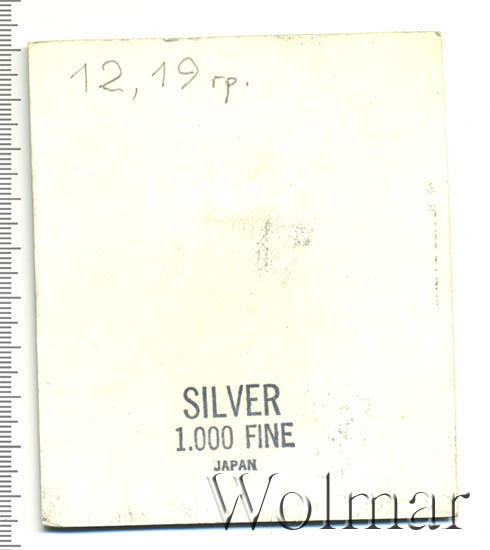 12,19 гр.
SILVER
1.000 FINE
JAPAN
Wolmar